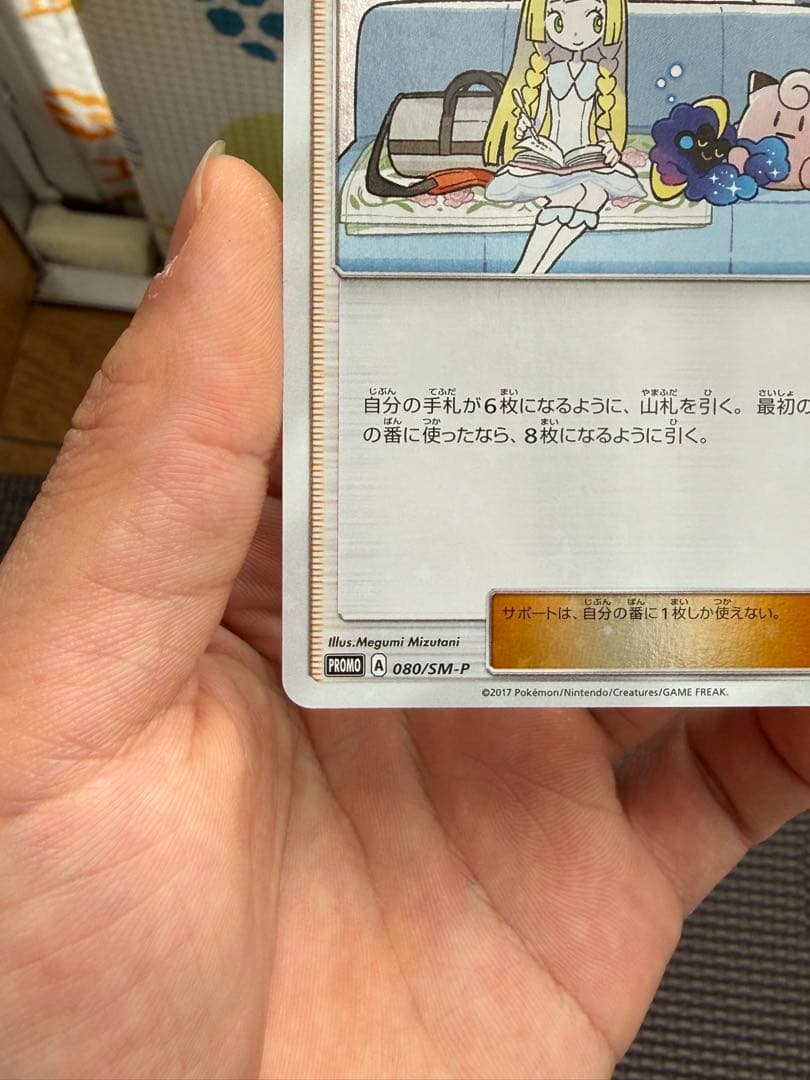 自分の手札が6枚になるように、山札を引く。最初の
の番に使ったなら、8枚になるように引く。
サポートは、自分の番に1枚しか使えない。
Illus.Megumi Mizutani
PROMO A 080/SM-P
©2017 Pokémon/Nintendo/Creatures/GAME FREAK.